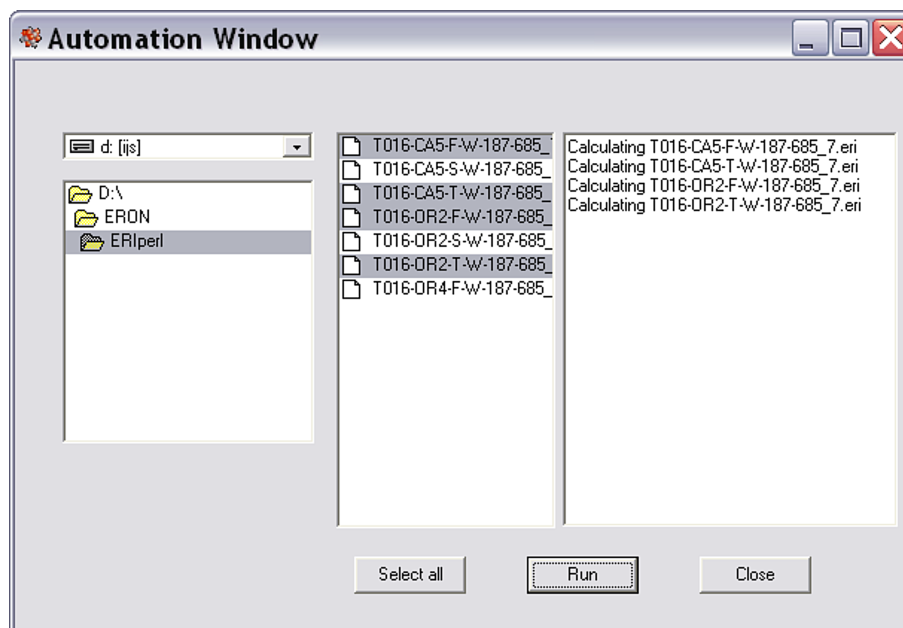 Automation Window
d: [ijs]
D:\
ERON
ERIperl
T016-CA5-F-W-187-685_
T016-CA5-S-W-187-685_
T016-CA5-T-W-187-685_
T016-OR2-F-W-187-685_
T016-OR2-S-W-187-685_
T016-OR2-T-W-187-685_
T016-OR4-F-W-187-685_
Calculating T016-CA5-F-W-187-685_7.eri
Calculating T016-CA5-T-W-187-685_7.eri
Calculating T016-OR2-F-W-187-685_7.eri
Calculating T016-OR2-T-W-187-685_7.eri
Select all
Run
Close